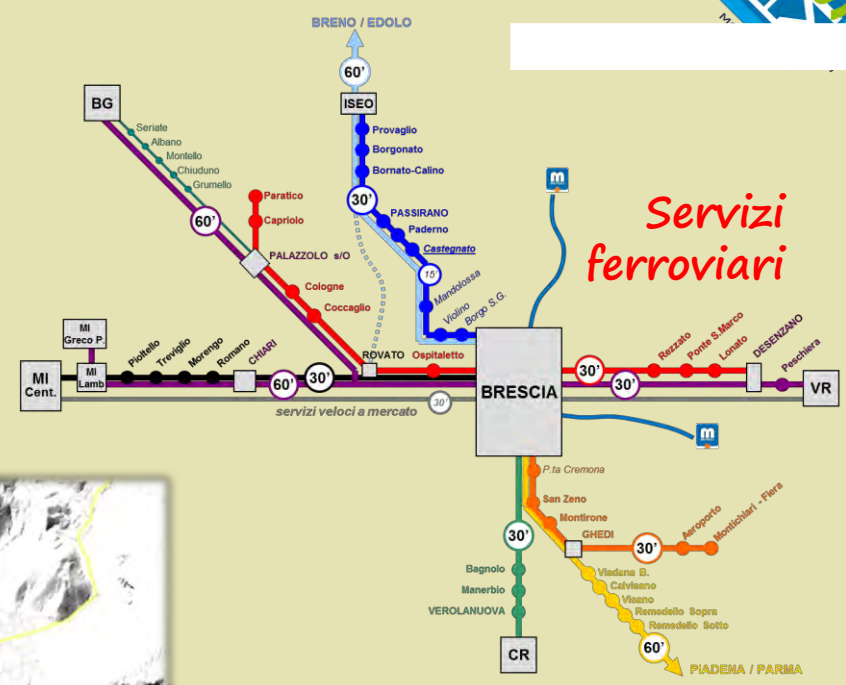 BRENO / EDOLO
60'
ISEO
BG
Seriate
Albano
Montello
Chiuduno
Grumello
Provaglio
Borgonato
Bornato-Calino
30'
PASSIRANO
Paderno
Castegnato
15'
Mandolossa
Violino
Borgo S.G.
Paratico
Capriolo
60'
PALAZZOLO s/O
Cologne
Coccaglio
m
Servizi
ferroviari
MI
Greco P.
MI
Cent.
MI
Lamb
Pioltello
Treviglio
Morengo
Romano
CHIARI
60'
30'
ROVATO
Ospitaletto
BRESCIA
30'
30'
Rezzato
Ponte S.Marco
Lonato
DESENZANO
Peschiera
VR
servizi veloci a mercato
30'
m
P.ta Cremona
San Zeno
Montirone
GHEDI
30'
Aeroporto
Montichiari - Fiera
30'
Bagnolo
Manerbio
VEROLANUOVA
CR
Viadana B.
Calvisano
Visano
Remedello Sopra
Remedello Sotto
60'
PIADENA / PARMA